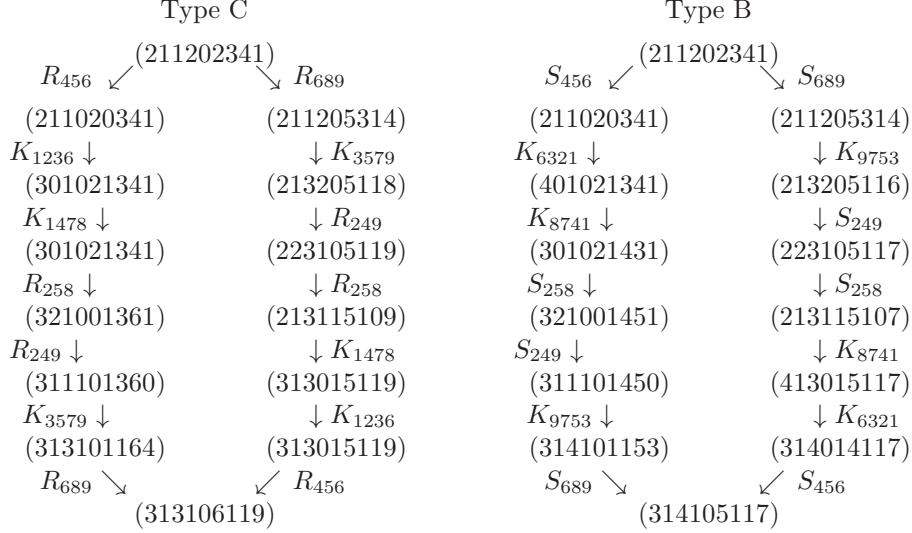 Type C Type B
(211202341) (211202341)
R₄₅₆ ↙ ↘ R₆₈₉ S₄₅₆ ↙ ↘ S₆₈₉
(211020341) (211205314) (211020341) (211205314)
K₁₂₃₆ ↓ ↓ K₃₅₇₉ K₆₃₂₁ ↓ ↓ K₉₇₅₃
(301021341) (213205118) (401021341) (213205116)
K₁₄₇₈ ↓ ↓ R₂₄₉ K₈₇₄₁ ↓ ↓ S₂₄₉
(301021341) (223105119) (301021431) (223105117)
R₂₅₈ ↓ ↓ R₂₅₈ S₂₅₈ ↓ ↓ S₂₅₈
(321001361) (213115109) (321001451) (213115107)
R₂₄₉ ↓ ↓ K₁₄₇₈ S₂₄₉ ↓ ↓ K₈₇₄₁
(311101360) (313015119) (311101450) (413015117)
K₃₅₇₉ ↓ ↓ K₁₂₃₆ K₉₇₅₃ ↓ ↓ K₆₃₂₁
(313101164) (313015119) (314101153) (314014117)
R₆₈₉ ↘ ↙ R₄₅₆ S₆₈₉ ↘ ↙ S₄₅₆
(313106119) (314105117)